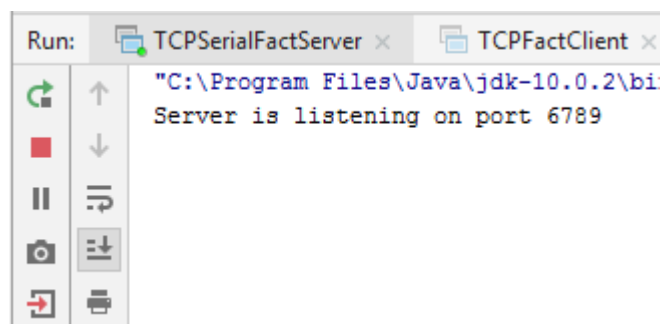 Run: TCPSerialFactServer TCPFactClient
"C:\Program Files\Java\jdk-10.0.2\bi
Server is listening on port 6789